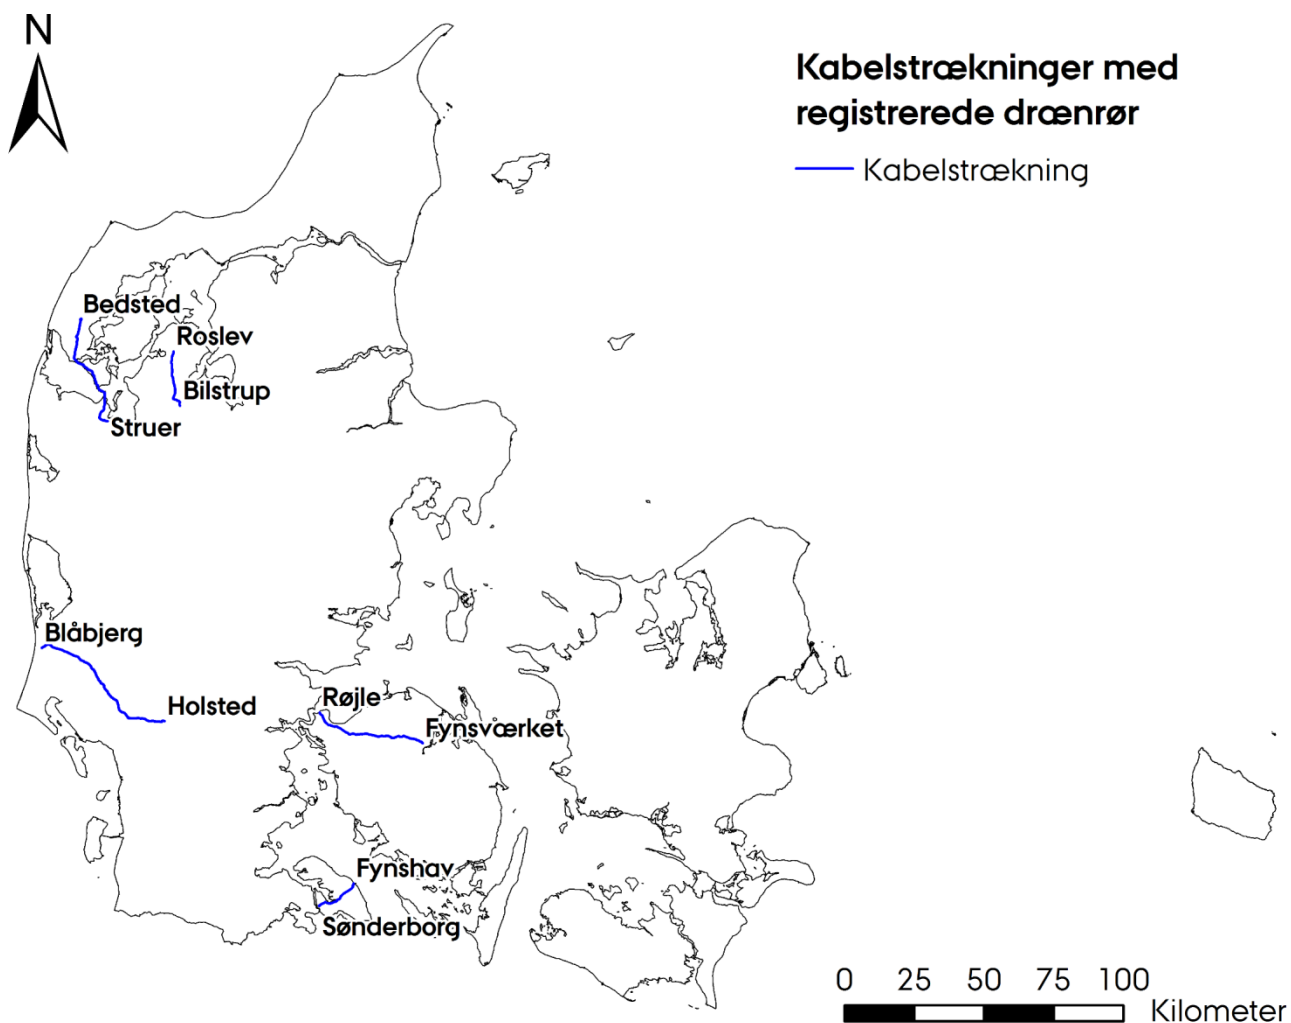 N
Kabelstrækninger med
registrerede drænrør
Kabelstrækning
Bedsted
Roslev
Bilstrup
Struer
Blåbjerg
Holsted
Røjle
Fynsværket
Fynshav
Sønderborg
0 25 50 75 100
Kilometer